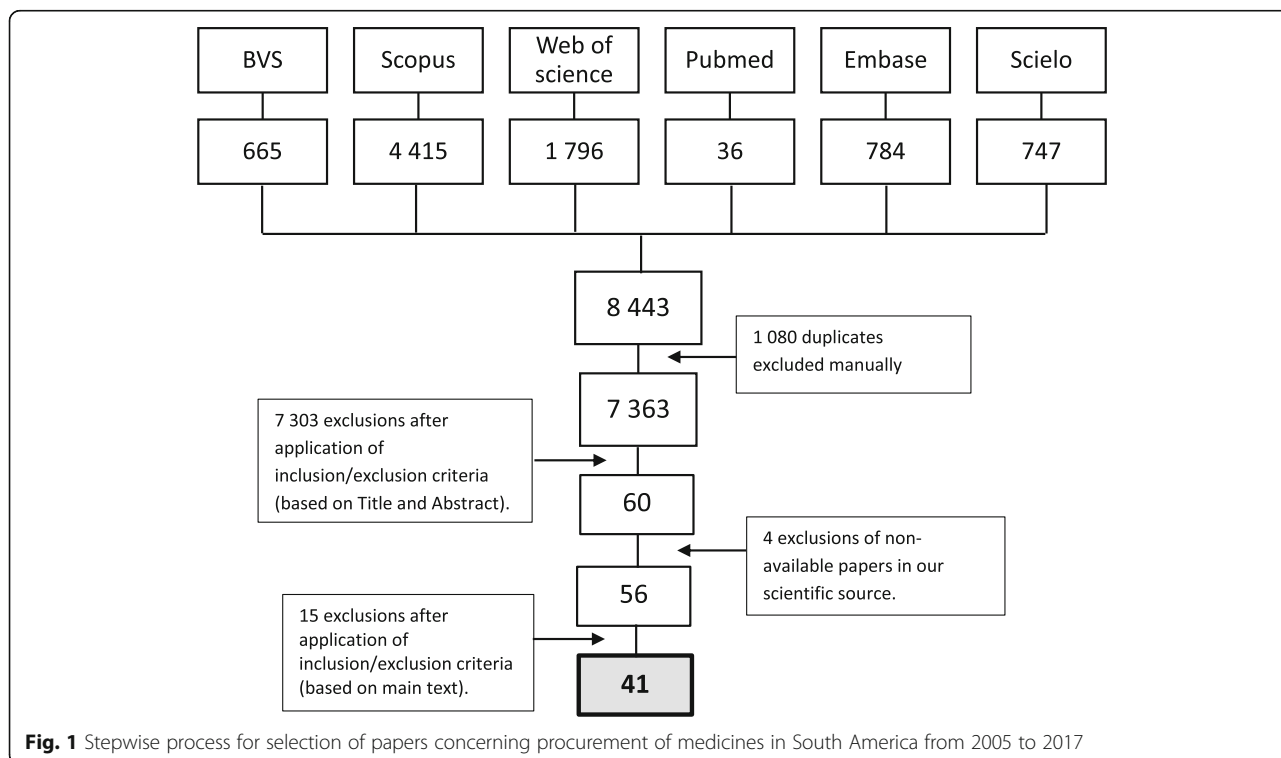 BVS
Scopus
Web of
science
Pubmed
Embase
Scielo
665
4 415
1 796
36
784
747
8 443
1 080 duplicates
excluded manually
7 363
7 303 exclusions after
application of
inclusion/exclusion criteria
(based on Title and Abstract).
60
4 exclusions of non-
available papers in our
scientific source.
56
15 exclusions after
application of
inclusion/exclusion criteria
(based on main text).
41
Fig. 1 Stepwise process for selection of papers concerning procurement of medicines in South America from 2005 to 2017